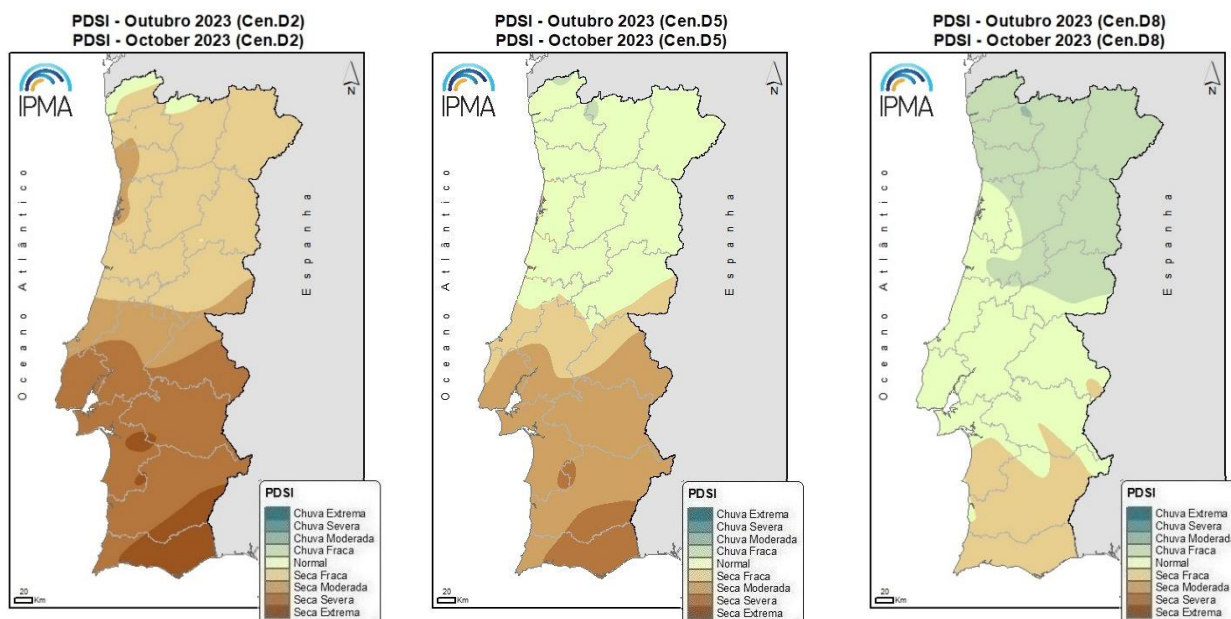 PDSI - Outubro 2023 (Cen.D2)
PDSI - October 2023 (Cen.D2)
IPMA
N
Oceano Atlântico
Espanha
PDSI
Chuva Extrema
Chuva Severa
Chuva Moderada
Chuva Fraca
Normal
Seca Fraca
Seca Moderada
Seca Severa
Seca Extrema
20
Km
PDSI - Outubro 2023 (Cen.D5)
PDSI - October 2023 (Cen.D5)
IPMA
N
Oceano Atlântico
Espanha
PDSI
Chuva Extrema
Chuva Severa
Chuva Moderada
Chuva Fraca
Normal
Seca Fraca
Seca Moderada
Seca Severa
Seca Extrema
20
Km
PDSI - Outubro 2023 (Cen.D8)
PDSI - October 2023 (Cen.D8)
IPMA
N
Oceano Atlântico
Espanha
PDSI
Chuva Extrema
Chuva Severa
Chuva Moderada
Chuva Fraca
Normal
Seca Fraca
Seca Moderada
Seca Severa
Seca Extrema
20
Km